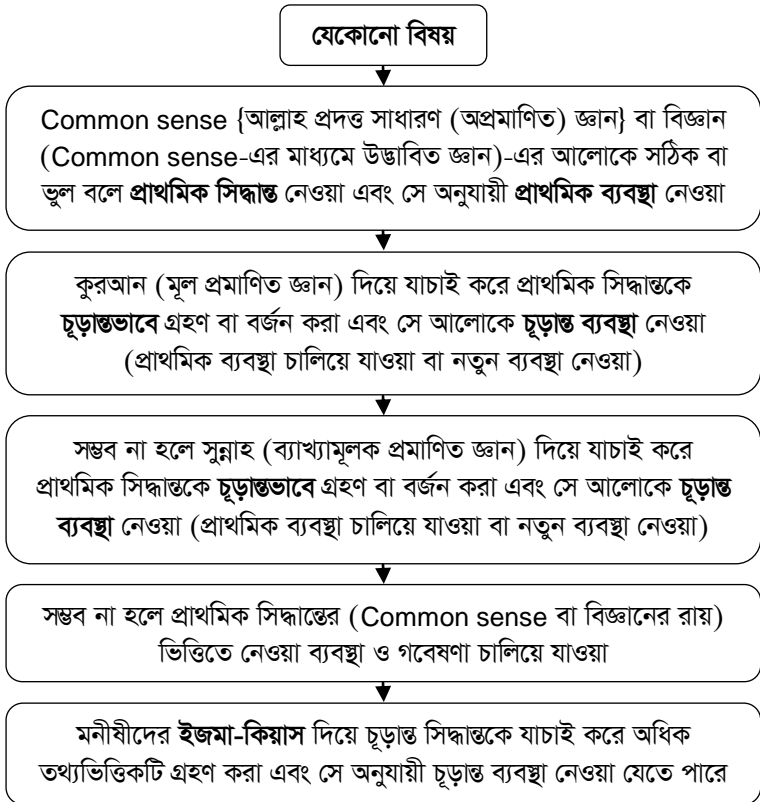 যেকোনো বিষয়
Common sense {আল্লাহ প্রদত্ত সাধারণ (অপ্রমাণিত) জ্ঞান} বা বিজ্ঞান
(Common sense-এর মাধ্যমে উদ্ভাবিত জ্ঞান)-এর আলোকে সঠিক বা
ভুল বলে প্রাথমিক সিদ্ধান্ত নেওয়া এবং সে অনুযায়ী প্রাথমিক ব্যবস্থা নেওয়া
কুরআন (মূল প্রমাণিত জ্ঞান) দিয়ে যাচাই করে প্রাথমিক সিদ্ধান্তকে
চূড়ান্তভাবে গ্রহণ বা বর্জন করা এবং সে আলোকে চূড়ান্ত ব্যবস্থা নেওয়া
(প্রাথমিক ব্যবস্থা চালিয়ে যাওয়া বা নতুন ব্যবস্থা নেওয়া)
সম্ভব না হলে সুন্নাহ (ব্যাখ্যামূলক প্রমাণিত জ্ঞান) দিয়ে যাচাই করে
প্রাথমিক সিদ্ধান্তকে চূড়ান্তভাবে গ্রহণ বা বর্জন করা এবং সে আলোকে চূড়ান্ত
ব্যবস্থা নেওয়া (প্রাথমিক ব্যবস্থা চালিয়ে যাওয়া বা নতুন ব্যবস্থা নেওয়া)
সম্ভব না হলে প্রাথমিক সিদ্ধান্তের (Common sense বা বিজ্ঞানের রায়)
ভিত্তিতে নেওয়া ব্যবস্থা ও গবেষণা চালিয়ে যাওয়া
মনীষীদের ইজমা-কিয়াস দিয়ে চূড়ান্ত সিদ্ধান্তকে যাচাই করে অধিক
তথ্যভিত্তিকটি গ্রহণ করা এবং সে অনুযায়ী চূড়ান্ত ব্যবস্থা নেওয়া যেতে পারে